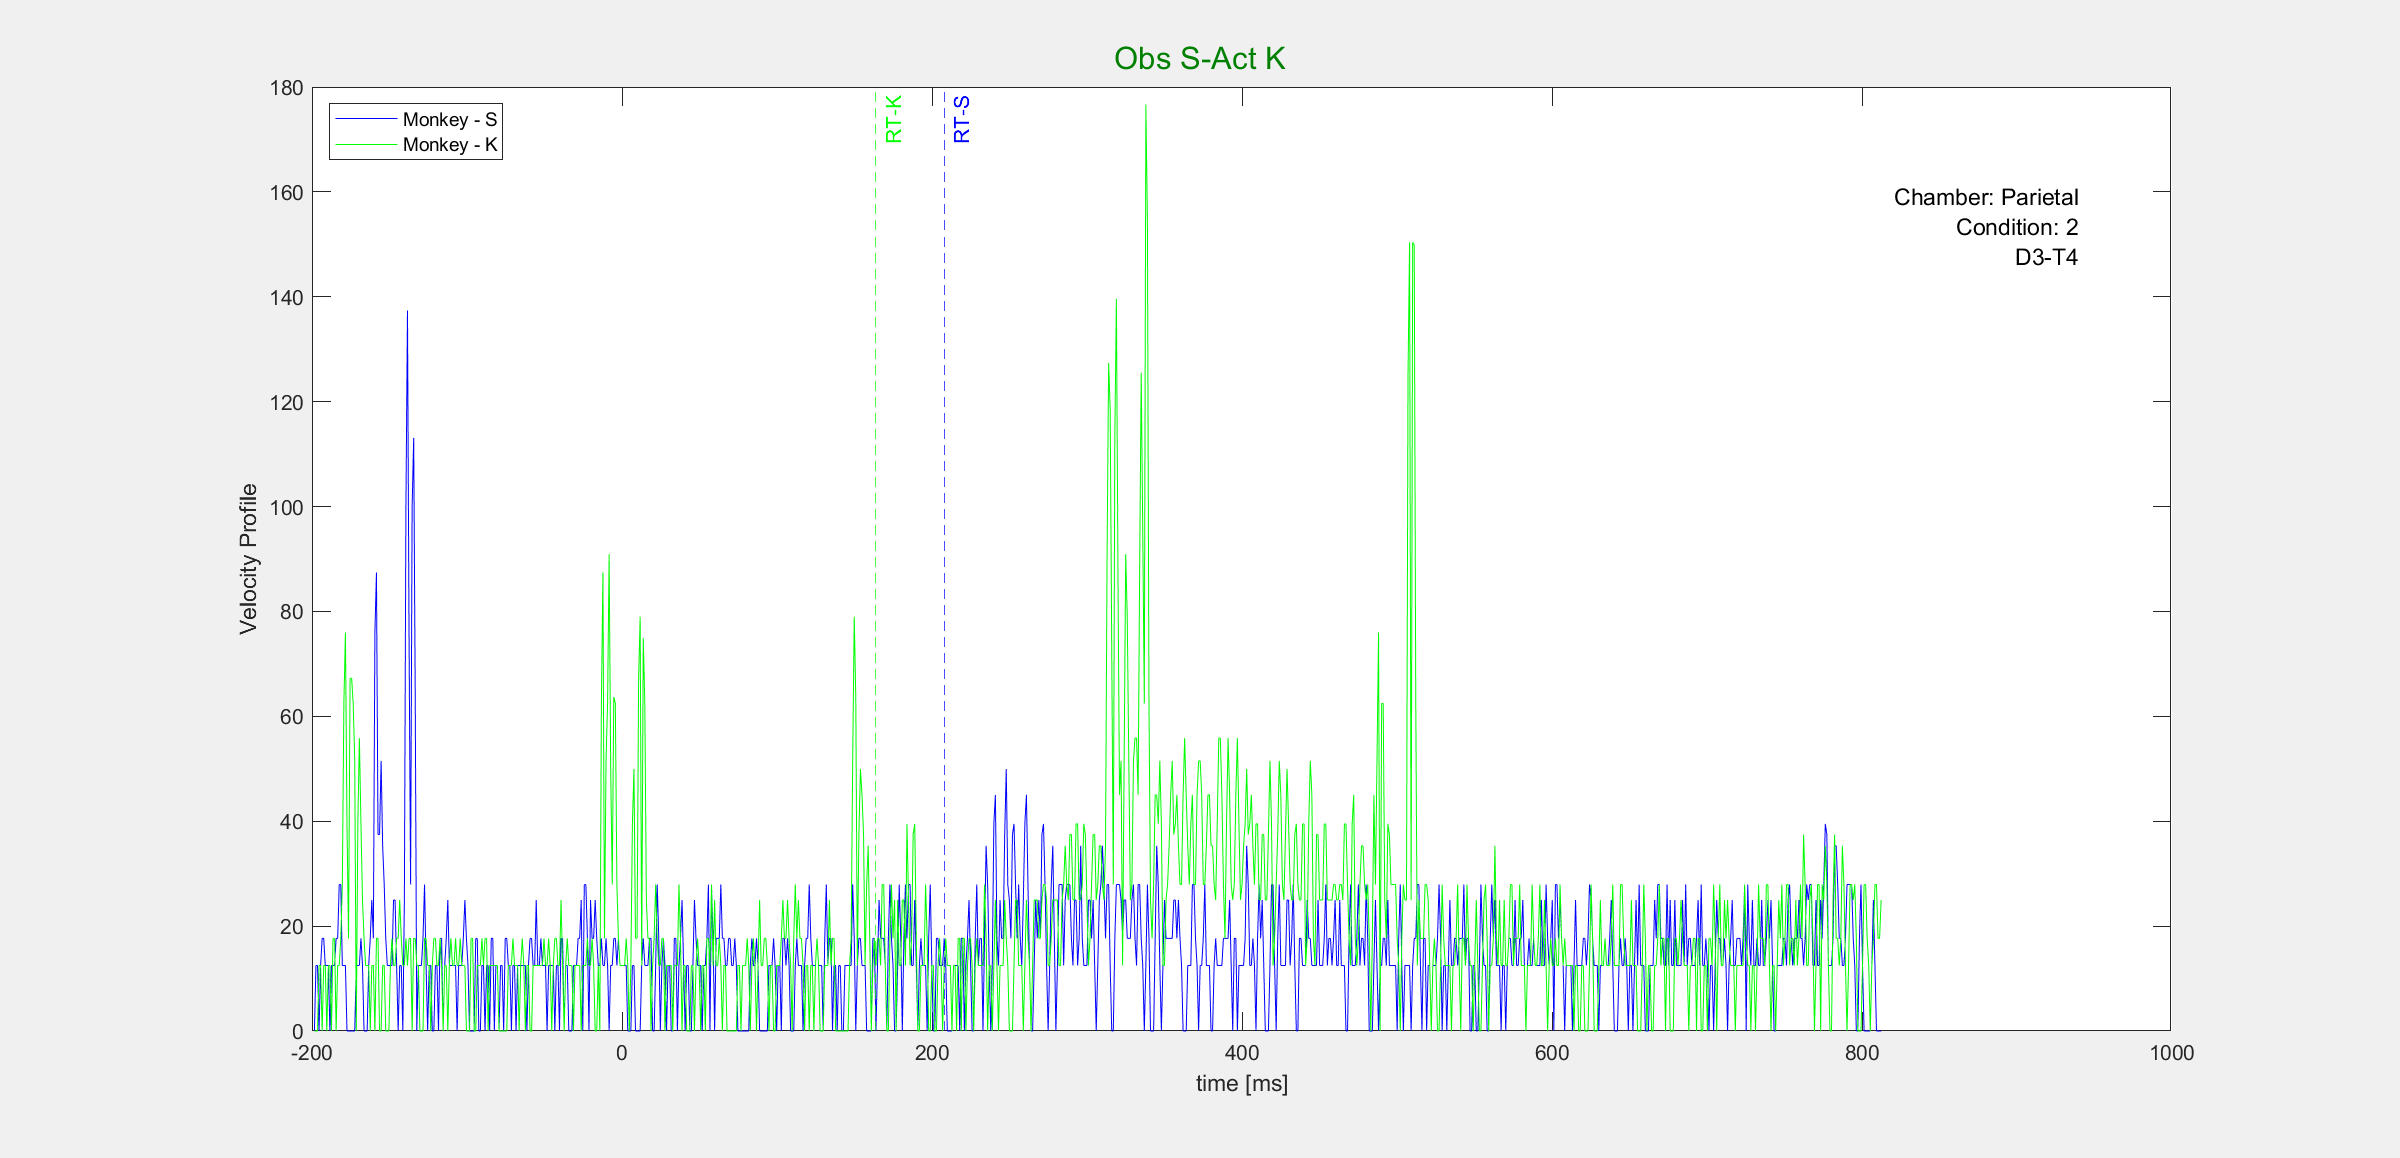 Obs S-Act K
Monkey - S
Monkey - K
RT-K
RT-S
Chamber: Parietal
Condition: 2
D3-T4
Velocity Profile
180
160
140
120
100
80
60
40
20
0
-200
0
200
400
600
800
1000
time [ms]